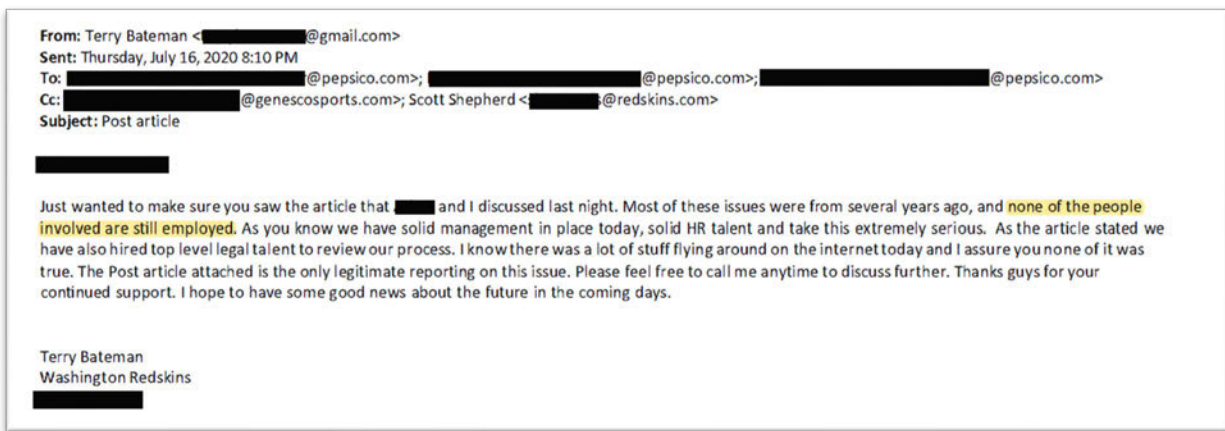 From: Terry Bateman < @gmail.com>
Sent: Thursday, July 16, 2020 8:10 PM
To: @pepsico.com>; @pepsico.com>; @pepsico.com>
Cc: @genescosports.com>; Scott Shepherd < @redskins.com>
Subject: Post article
Just wanted to make sure you saw the article that and I discussed last night. Most of these issues were from several years ago, and none of the people
involved are still employed. As you know we have solid management in place today, solid HR talent and take this extremely serious. As the article stated we
have also hired top level legal talent to review our process. I know there was a lot of stuff flying around on the internet today and I assure you none of it was
true. The Post article attached is the only legitimate reporting on this issue. Please feel free to call me anytime to discuss further. Thanks guys for your
continued support. I hope to have some good news about the future in the coming days.
Terry Bateman
Washington Redskins